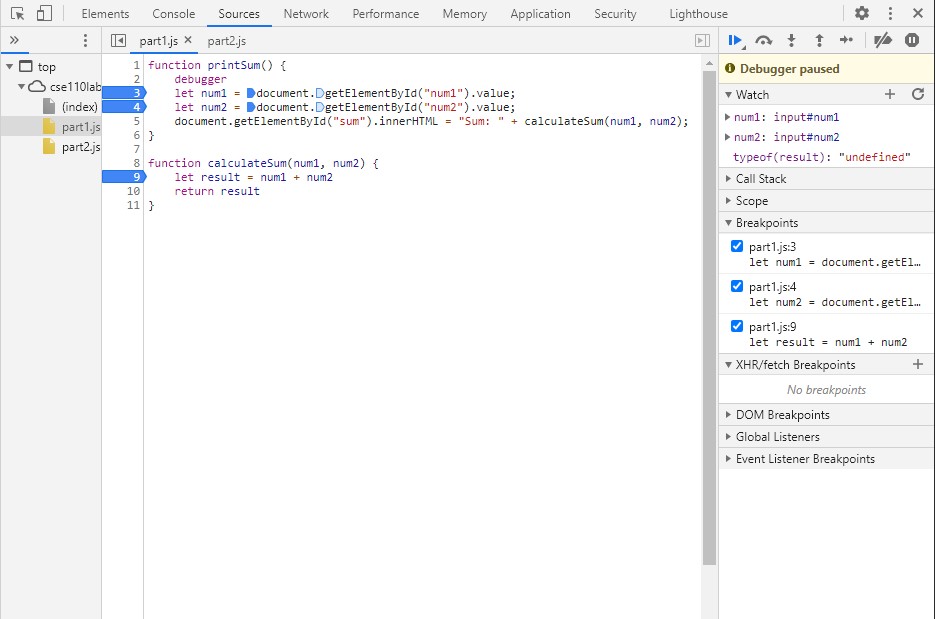 Elements Console Sources Network Performance Memory Application Security Lighthouse
part1.js part2.js
top
cse110lab
(index)
part1.js
part2.js
1 function printSum() {
2 debugger
3 let num1 = document.getElementById("num1").value;
4 let num2 = document.getElementById("num2").value;
5 document.getElementById("sum").innerHTML = "Sum: " + calculateSum(num1, num2);
6 }
7
8 function calculateSum(num1, num2) {
9 let result = num1 + num2
10 return result
11 }
Debugger paused
Watch
num1: input#num1
num2: input#num2
typeof(result): "undefined"
Call Stack
Scope
Breakpoints
part1.js:3
let num1 = document.getEl…
part1.js:4
let num2 = document.getEl…
part1.js:9
let result = num1 + num2
XHR/fetch Breakpoints
No breakpoints
DOM Breakpoints
Global Listeners
Event Listener Breakpoints